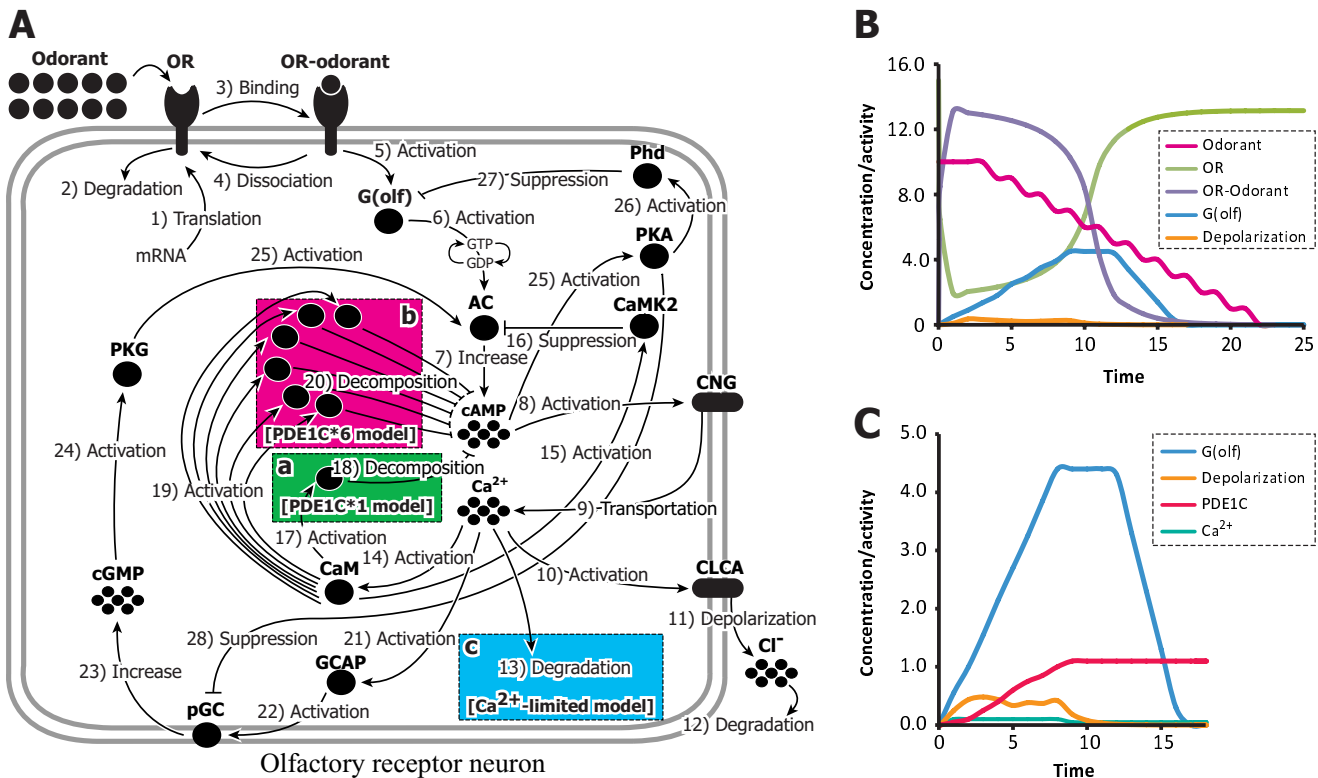 A
Odorant
OR
OR-odorant
3) Binding
2) Degradation
4) Dissociation
5) Activation
1) Translation
mRNA
G(olf)
27) Suppression
Phd
26) Activation
6) Activation
GTP
GDP
PKA
25) Activation
25) Activation
AC
CaMK2
16) Suppression
7) Increase
b
20) Decomposition
[PDE1C*6 model]
PKG
cAMP
8) Activation
CNG
24) Activation
15) Activation
a
18) Decomposition
[PDE1C*1 model]
Ca2+
9) Transportation
19) Activation
17) Activation
14) Activation
CaM
10) Activation
CLCA
11) Depolarization
Cl−
12) Degradation
cGMP
28) Suppression
21) Activation
GCAP
c
13) Degradation
[Ca2+-limited model]
23) Increase
22) Activation
pGC
Olfactory receptor neuron
B
Concentration/activity
16.0
12.0
8.0
4.0
0
0 5 10 15 20 25
Time
Odorant
OR
OR-Odorant
G(olf)
Depolarization
C
Concentration/activity
5.0
4.0
3.0
2.0
1.0
0.0
0 5 10 15
Time
G(olf)
Depolarization
PDE1C
Ca2+